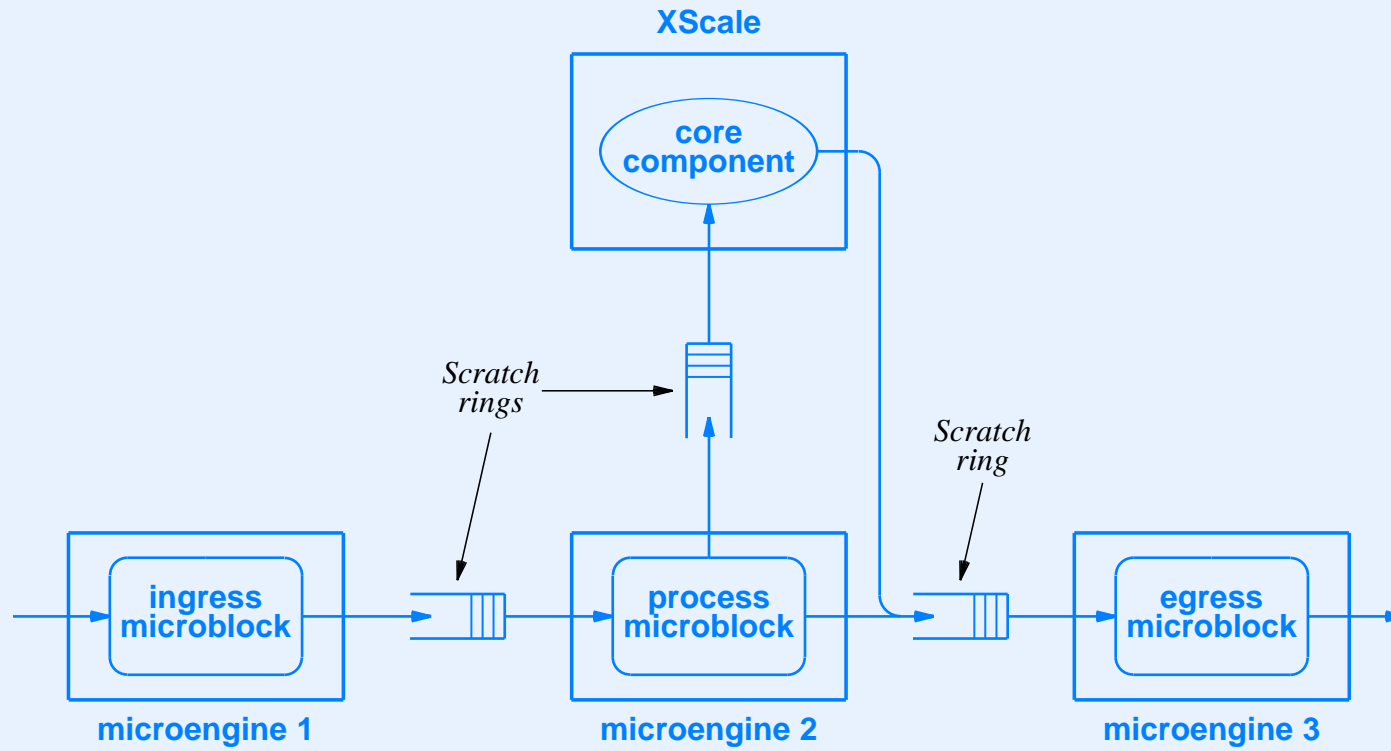 XScale
core
component
Scratch
rings
Scratch
ring
ingress
microblock
process
microblock
egress
microblock
microengine 1
microengine 2
microengine 3